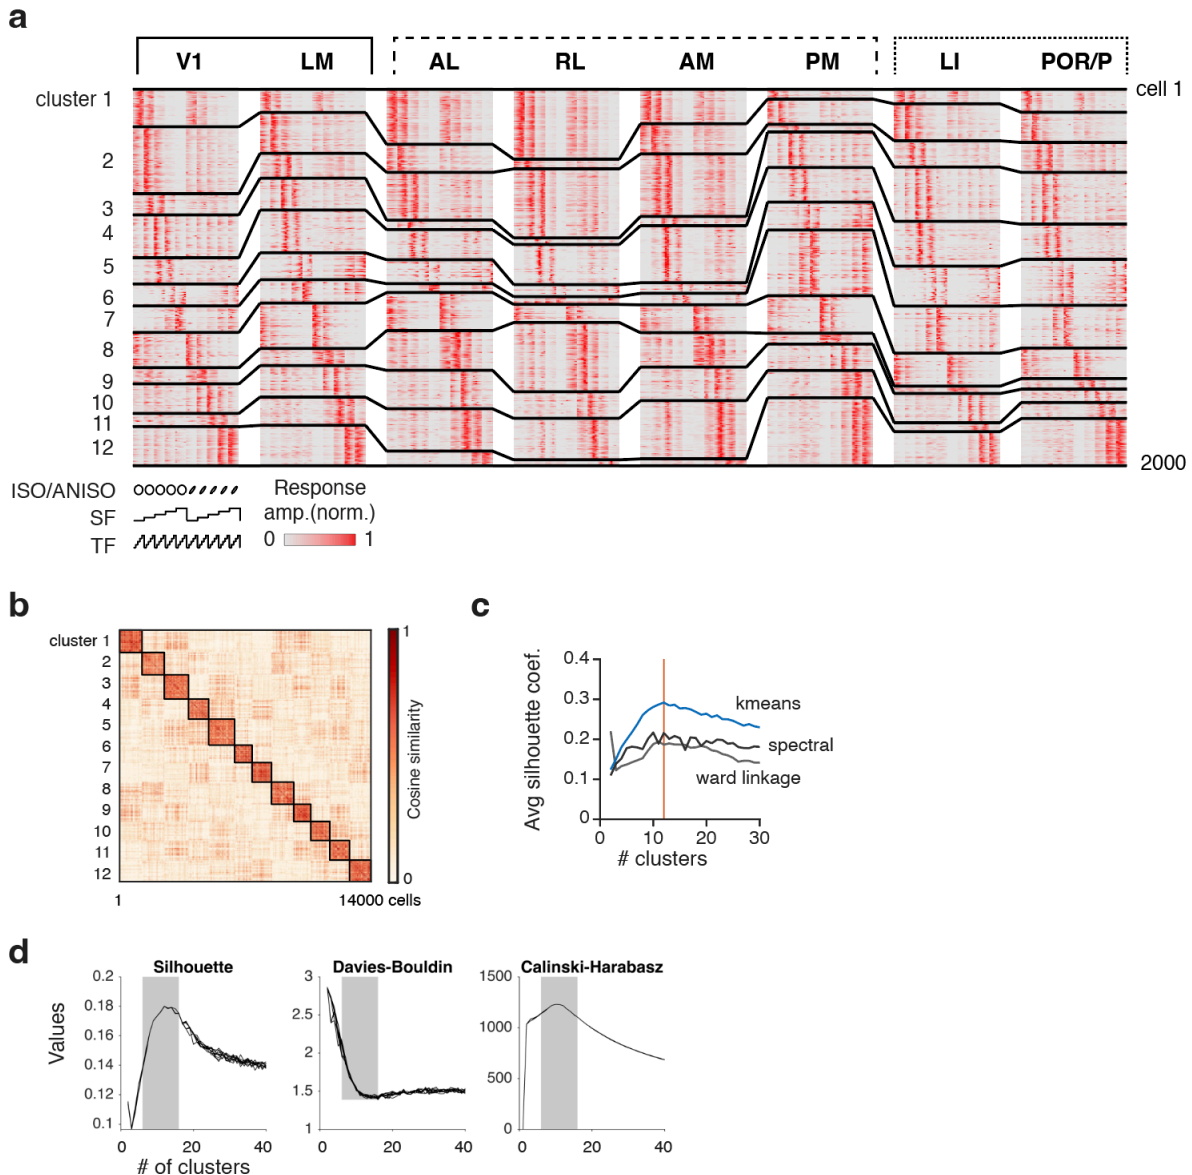 a
V1 LM AL RL AM PM LI POR/P
cluster 1
cell 1
2
3
4
5
6
7
8
9
10
11
12
2000
ISO/ANISO
SF
TF
Response
amp.(norm.)
0 1
b
cluster 1
2
3
4
5
6
7
8
9
10
11
12
1 14000 cells
1
0
Cosine similarity
c
Avg silhouette coef.
0.4
0.3
0.2
0.1
0
0 10 20 30
# clusters
kmeans
spectral
ward linkage
d
Silhouette
Values
0.2
0.18
0.16
0.14
0.12
0.1
0 20 40
# of clusters
Davies-Bouldin
3
2.5
2
1.5
1
0 20 40
Calinski-Harabasz
1500
1000
500
0
0 20 40